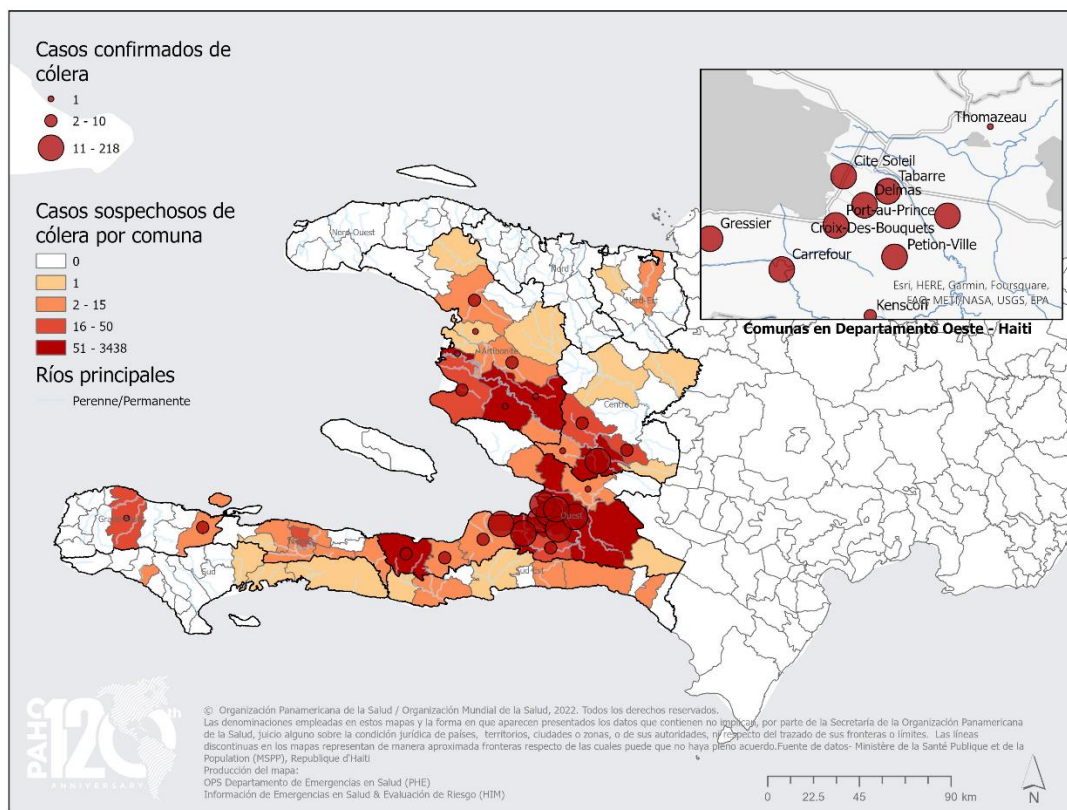 Casos confirmados de
cólera
1
2 - 10
11 - 218
Casos sospechosos de
cólera por comuna
0
1
2 - 15
16 - 50
51 - 3438
Ríos principales
Perenne/Permanente
Thomazeau
Cite Soleil
Tabarre
Delmas
Port-au-Prince
Gressier
Croix-Des-Bouquets
Petion-Ville
Carrefour
Kenscoff
Esri, HERE, Garmin, Foursquare,
FAO, METI/NASA, USGS, EPA
Comunas en Departamento Oeste - Haiti
Nord-Ouest
Nord
Nord-Est
Artibonite
Centre
Ouest
Sud
Sud-Est
PAHO
120th
ANNIVERSARY
© Organización Panamericana de la Salud / Organización Mundial de la Salud, 2022. Todos los derechos reservados.
Las denominaciones empleadas en estos mapas y la forma en que aparecen presentados los datos que contienen no implican, por parte de la Secretaría de la Organización Panamericana
de la Salud, juicio alguno sobre la condición jurídica de países, territorios, ciudades o zonas, o de sus autoridades, ni respecto del trazado de sus fronteras o límites. Las líneas
discontinuas en los mapas representan de manera aproximada fronteras respecto de las cuales puede que no haya pleno acuerdo.Fuente de datos- Ministère de la Santé Publique et de la
Population (MSPP), Republique d'Haiti
Producción del mapa:
OPS Departamento de Emergencias en Salud (PHE)
Información de Emergencias en Salud & Evaluación de Riesgo (HIM)
0 22.5 45 90 km
N